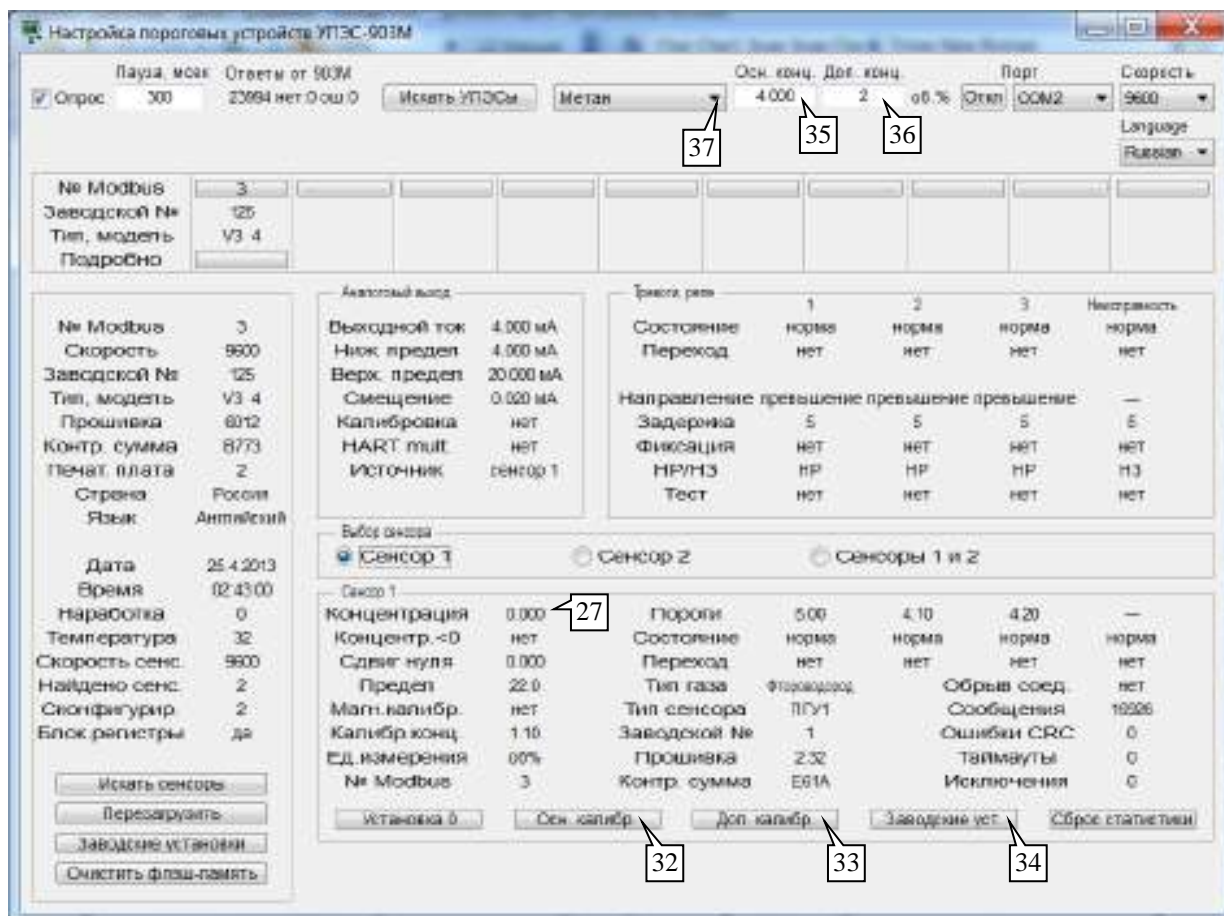 Настройка пороговых устройств УПЭС-903М
Пауза, мсек Ответы от 903М Осн. конц. Доп. конц. Порт Скорость
Опрос 300 23994 нет:0 ош:0 Искать УПЭСы Метан 4.000 2 об.% Откл COM2 9600
37 35 36
Language
Russian
№ Modbus 3
Заводской № 125
Тип, модель V3 4
Подробно
№ Modbus 3
Скорость 9600
Заводской № 125
Тип, модель V3 4
Прошивка 6012
Контр. сумма 8773
Печат. плата 2
Страна Россия
Язык Английский
Дата 25.4.2013
Время 02:43:00
Наработка 0
Температура 32
Скорость сенс. 9600
Найдено сенс. 2
Сконфигурир. 2
Блок.регистры да
Искать сенсоры
Перезагрузить
Заводские установки
Очистить флэш-память
Аналоговый выход
Выходной ток 4.000 мА
Ниж. предел 4.000 мА
Верх. предел 20.000 мА
Смещение 0.020 мА
Калибровка нет
HART mult. нет
Источник сенсор 1
Тревоги, реле
1 2 3 Неисправность
Состояние норма норма норма норма
Переход нет нет нет нет
Направление превышение превышение превышение —
Задержка 5 5 5 5
Фиксация нет нет нет нет
НР/НЗ НР НР НР НЗ
Тест нет нет нет нет
Выбор сенсора
Сенсор 1 Сенсор 2 Сенсоры 1 и 2
Сенсор 1
Концентрация 0.000 27 Пороги 5.00 4.10 4.20 —
Концентр.<0 нет Состояние норма норма норма норма
Сдвиг нуля 0.000 Переход нет нет нет нет
Предел 22.0 Тип газа Фтороводород Обрыв соед. нет
Магн.калибр. нет Тип сенсора ПГУ1 Сообщения 16926
Калибр.конц. 1.10 Заводской № 1 Ошибки CRC 0
Ед.измерения об% Прошивка 2.32 Таймауты 0
№ Modbus 3 Контр. сумма E61A Исключения 0
Установка 0 Осн. калибр. Доп. калибр. Заводские уст. Сброс статистики
32 33 34